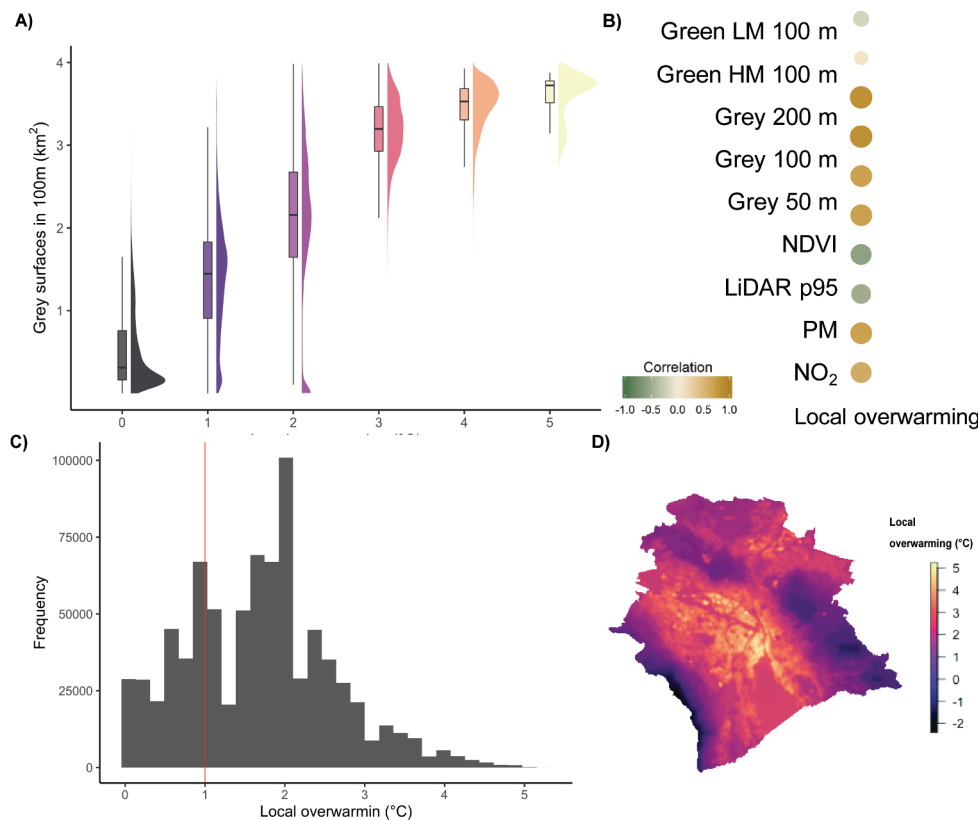 A)
Grey surfaces in 100m (km²)
4
3
2
1
0 1 2 3 4 5
B)
Green LM 100 m
Green HM 100 m
Grey 200 m
Grey 100 m
Grey 50 m
NDVI
LiDAR p95
PM
NO₂
Local overwarming
Correlation
-1.0 -0.5 0.0 0.5 1.0
C)
Frequency
100000
75000
50000
25000
0
0 1 2 3 4 5
Local overwarmin (°C)
D)
Local
overwarming (°C)
5
4
3
2
1
0
-1
-2